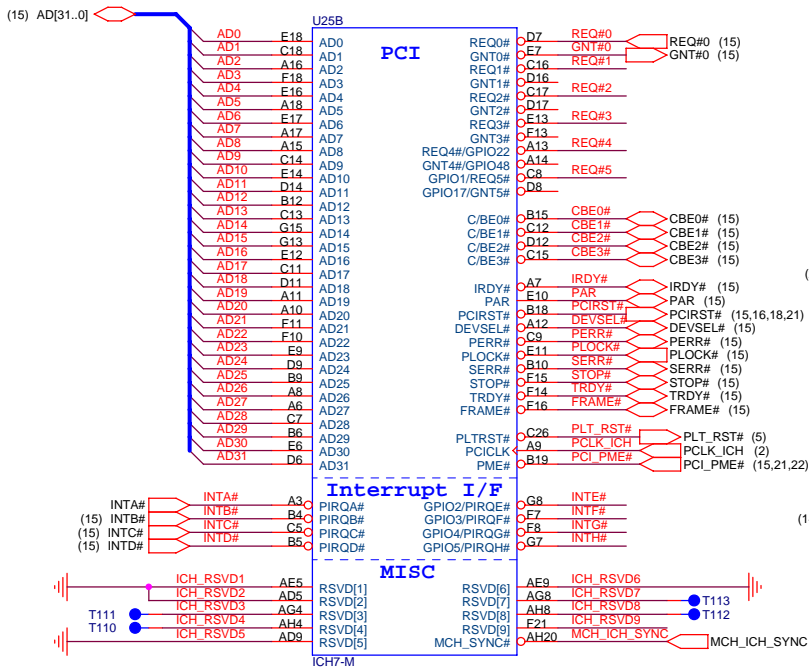 (15) AD[31..0]
U25B
PCI
AD0 E18 AD0 REQ0# D7 REQ#0 REQ#0 (15)
AD1 C18 AD1 GNT0# E7 GNT#0 GNT#0 (15)
AD2 A16 AD2 REQ1# C16 REQ#1
AD3 F18 AD3 GNT1# D16
AD4 E16 AD4 REQ2# C17 REQ#2
AD5 A18 AD5 GNT2# D17
AD6 E17 AD6 REQ3# E13 REQ#3
AD7 A17 AD7 GNT3# F13
AD8 A15 AD8 REQ4#/GPIO22 A13 REQ#4
AD9 C14 AD9 GNT4#/GPIO48 A14
AD10 E14 AD10 GPIO1/REQ5# C8 REQ#5
AD11 D14 AD11 GPIO17/GNT5# D8
AD12 B12 AD12
AD13 C13 AD13 C/BE0# B15 CBE0# CBE0# (15)
AD14 G15 AD14 C/BE1# C12 CBE1# CBE1# (15)
AD15 G13 AD15 C/BE2# D12 CBE2# CBE2# (15)
AD16 E12 AD16 C/BE3# C15 CBE3# CBE3# (15)
AD17 C11 AD17
AD18 D11 AD18 IRDY# A7 IRDY# IRDY# (15)
AD19 A11 AD19 PAR E10 PAR PAR (15)
AD20 A10 AD20 PCIRST# B18 PCIRST# PCIRST# (15,16,18,21)
AD21 F11 AD21 DEVSEL# A12 DEVSEL# DEVSEL# (15)
AD22 F10 AD22 PERR# C9 PERR# PERR# (15)
AD23 E9 AD23 PLOCK# E11 PLOCK# PLOCK# (15)
AD24 D9 AD24 SERR# B10 SERR# SERR# (15)
AD25 B9 AD25 STOP# F15 STOP# STOP# (15)
AD26 A8 AD26 TRDY# F14 TRDY# TRDY# (15)
AD27 A6 AD27 FRAME# F16 FRAME# FRAME# (15)
AD28 C7 AD28
AD29 B6 AD29 PLTRST# C26 PLT_RST# PLT_RST# (5)
AD30 E6 AD30 PCICLK A9 PCLK_ICH PCLK_ICH (2)
AD31 D6 AD31 PME# B19 PCI_PME# PCI_PME# (15,21,22)
Interrupt I/F
INTA# INTA# A3 PIRQA# GPIO2/PIRQE# G8 INTE#
(15) INTB# INTB# B4 PIRQB# GPIO3/PIRQF# F7 INTF#
(15) INTC# INTC# C5 PIRQC# GPIO4/PIRQG# F8 INTG#
(15) INTD# INTD# B5 PIRQD# GPIO5/PIRQH# G7 INTH#
MISC
ICH_RSVD1 AE5 RSVD[1] RSVD[6] AE9 ICH_RSVD6
ICH_RSVD2 AD5 RSVD[2] RSVD[7] AG8 ICH_RSVD7 T113
T111 ICH_RSVD3 AG4 RSVD[3] RSVD[8] AH8 ICH_RSVD8 T112
T110 ICH_RSVD4 AH4 RSVD[4] RSVD[9] F21 ICH_RSVD9
ICH_RSVD5 AD9 RSVD[5] MCH_SYNC# AH20 MCH_ICH_SYNC MCH_ICH_SYNC
ICH7-M
(
(1